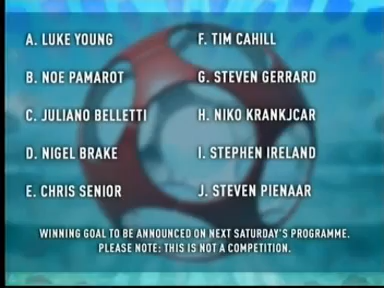 A. LUKE YOUNG
B. NOE PAMAROT
C. JULIANO BELLETTI
D. NIGEL BRAKE
E. CHRIS SENIOR
F. TIM CAHILL
G. STEVEN GERRARD
H. NIKO KRANKJCAR
I. STEPHEN IRELAND
J. STEVEN PIENAAR
WINNING GOAL TO BE ANNOUNCED ON NEXT SATURDAY'S PROGRAMME.
PLEASE NOTE: THIS IS NOT A COMPETITION.